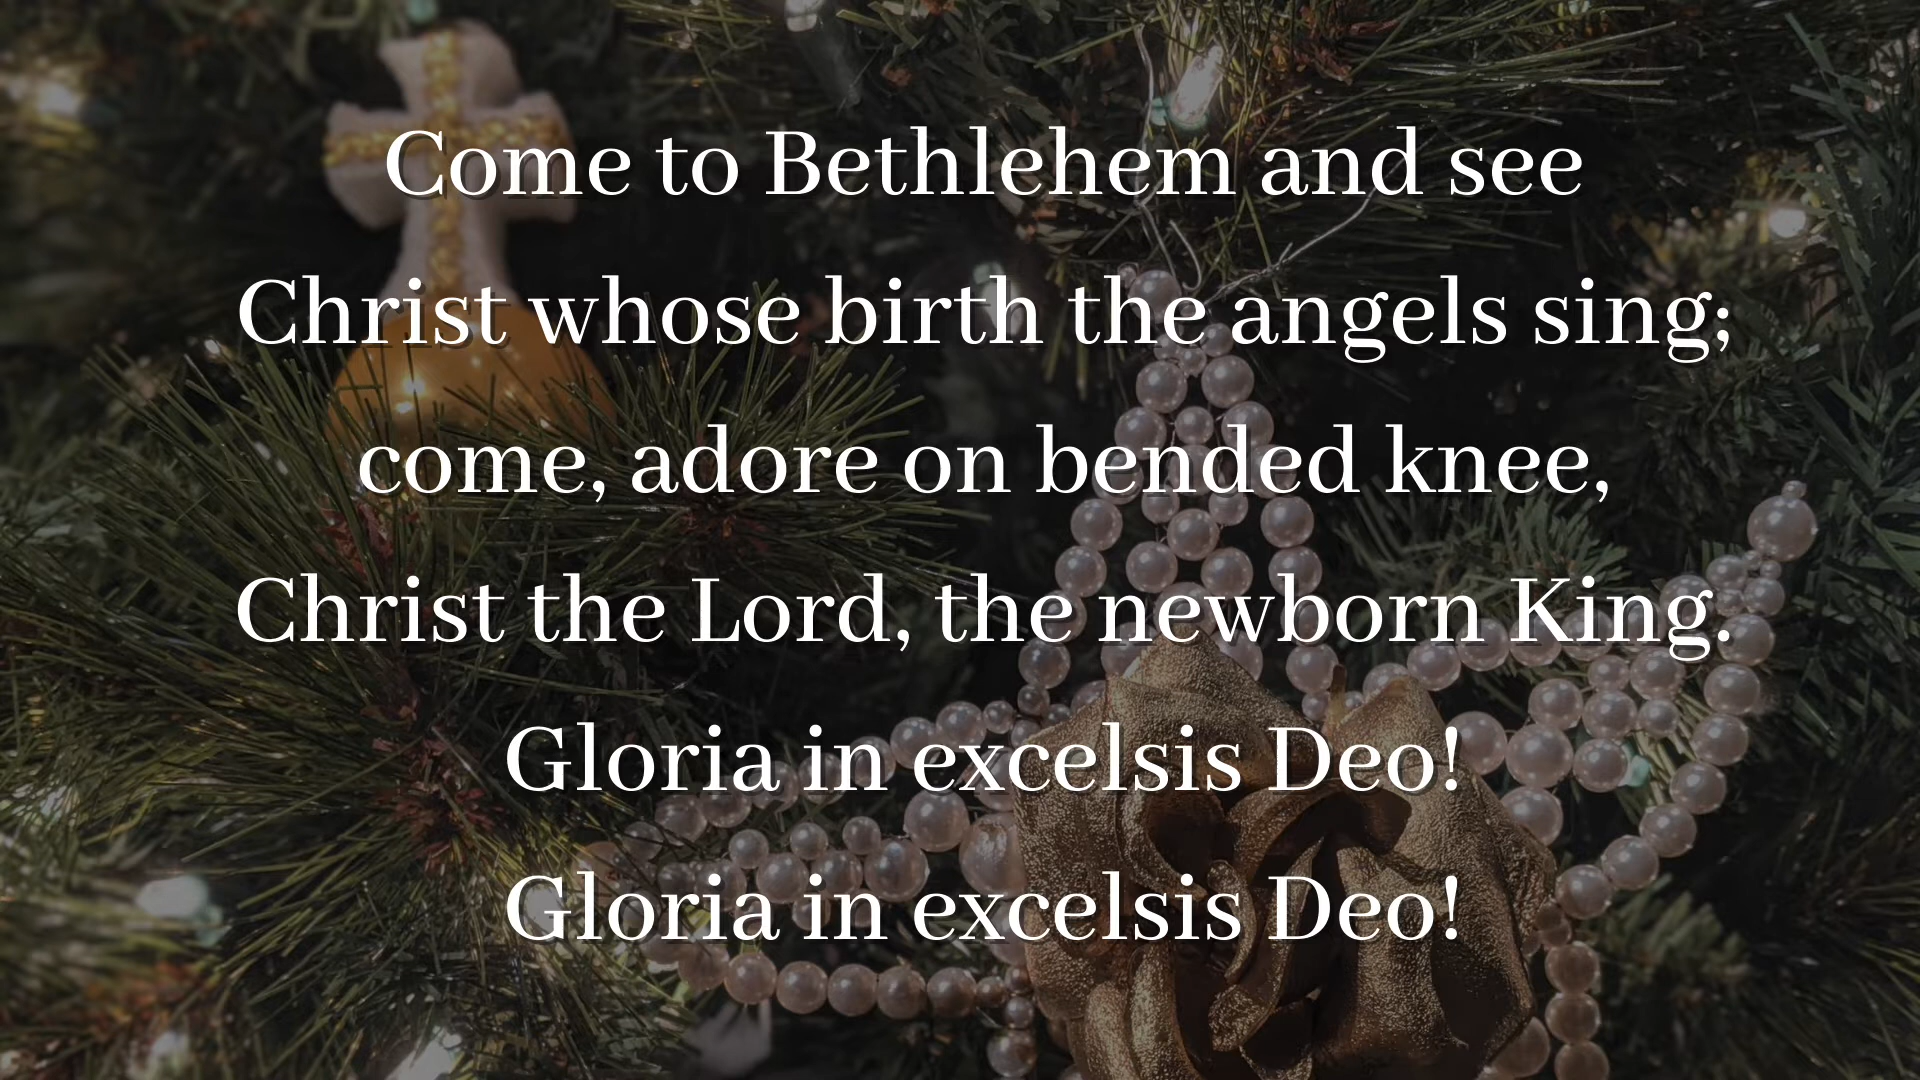 Come to Bethlehem and see
Christ whose birth the angels sing;
come, adore on bended knee,
Christ the Lord, the newborn King.
Gloria in excelsis Deo!
Gloria in excelsis Deo!